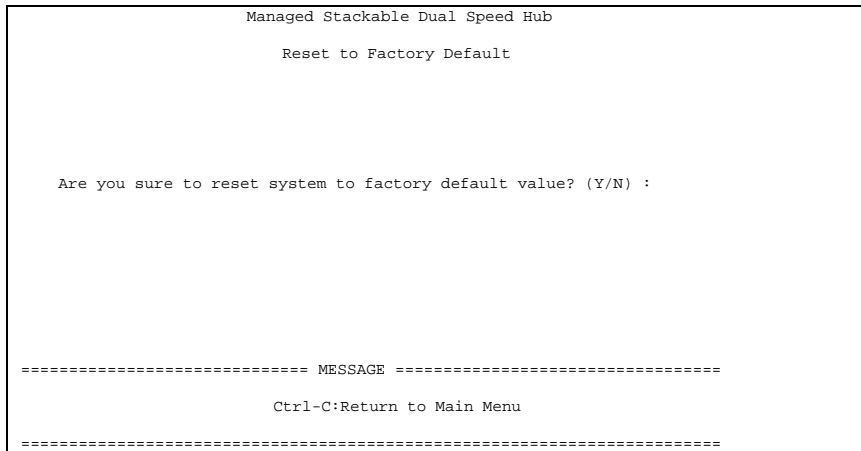 Managed Stackable Dual Speed Hub
Reset to Factory Default
Are you sure to reset system to factory default value? (Y/N) :
============================== MESSAGE ==================================
Ctrl-C:Return to Main Menu
=========================================================================